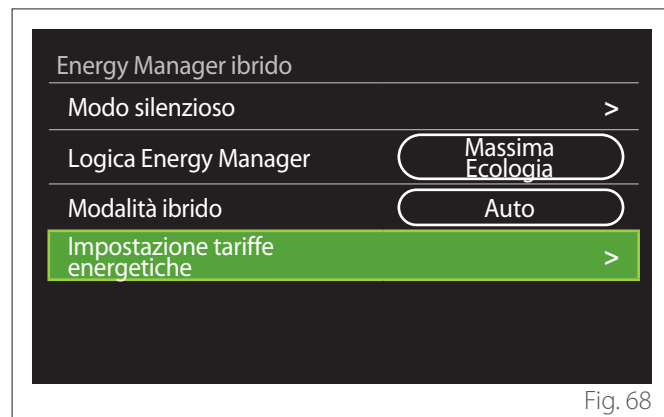 Energy Manager ibrido
Modo silenzioso >
Logica Energy Manager Massima
Ecologia
Modalità ibrido Auto
Impostazione tariffe
energetiche >
Fig. 68